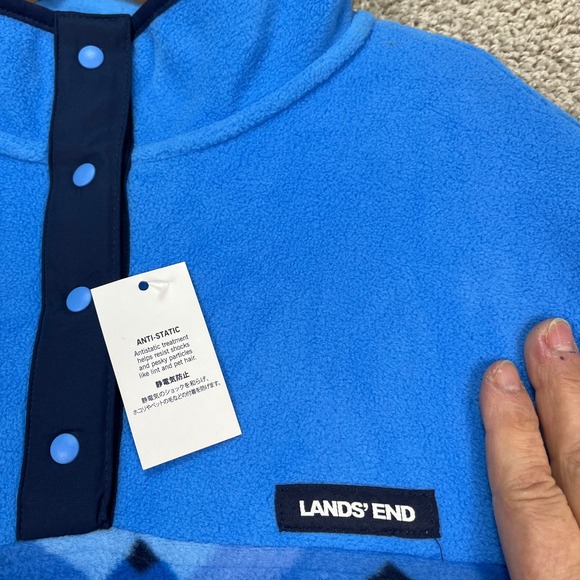 ANTI-STATIC
Antistatic treatment
helps resist shocks
and pesky particles
like lint and pet hair.
静電気防止
静電気のショックを和らげ、
ホコリやペットの毛などの付着を防げます。
LANDS' END